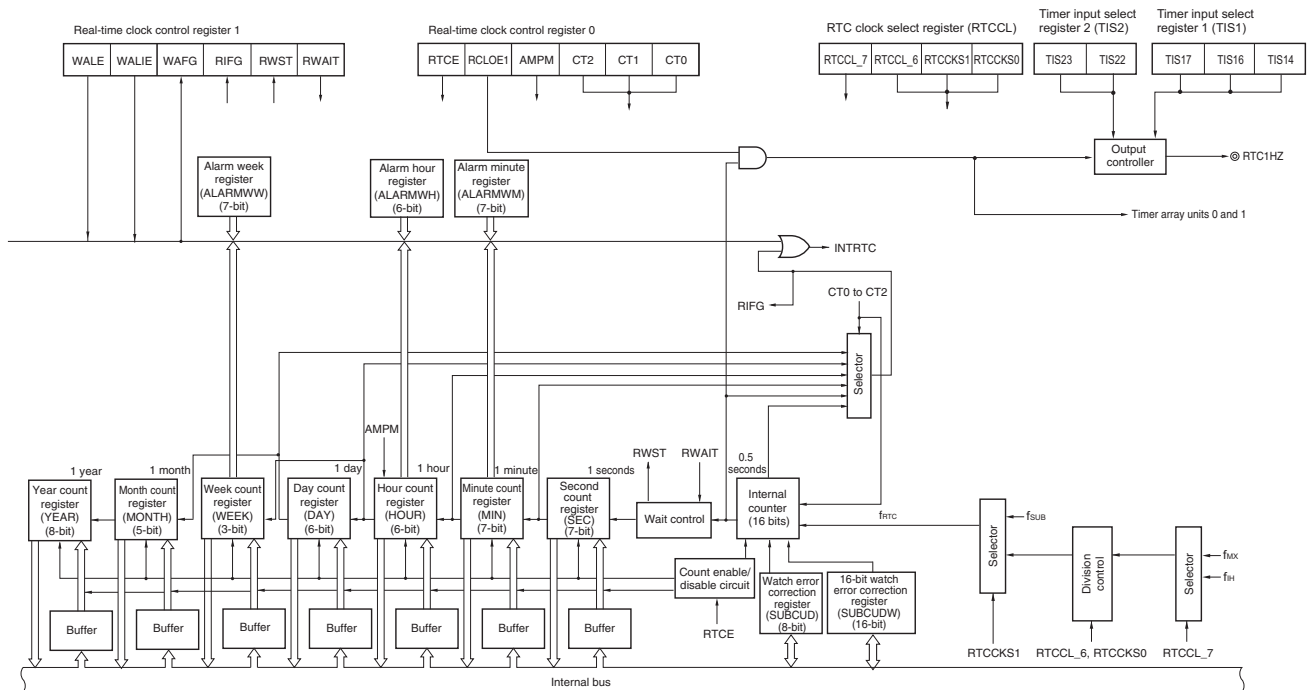 Real-time clock control register 1
WALE WALIE WAFG RIFG RWST RWAIT
Real-time clock control register 0
RTCE RCLOE1 AMPM CT2 CT1 CT0
RTC clock select register (RTCCL)
RTCCL_7 RTCCL_6 RTCCKS1 RTCCKS0
Timer input select
register 2 (TIS2)
TIS23 TIS22
Timer input select
register 1 (TIS1)
TIS17 TIS16 TIS14
Alarm week
register
(ALARMWW)
(7-bit)
Alarm hour
register
(ALARMWH)
(6-bit)
Alarm minute
register
(ALARMWM)
(7-bit)
Output
controller
RTC1HZ
Timer array units 0 and 1
INTRTC
RIFG
CT0 to CT2
Selector
AMPM
RWST
RWAIT
0.5
seconds
1 year
1 month
1 day
1 hour
1 minute
1 seconds
Year count
register
(YEAR)
(8-bit)
Month count
register
(MONTH)
(5-bit)
Week count
register
(WEEK)
(3-bit)
Day count
register
(DAY)
(6-bit)
Hour count
register
(HOUR)
(6-bit)
Minute count
register
(MIN)
(7-bit)
Second
count
register
(SEC)
(7-bit)
Wait control
Internal
counter
(16 bits)
fRTC
Selector
fSUB
Division
control
Selector
fMX
fIH
Count enable/
disable circuit
RTCE
Watch error
correction
register
(SUBCUD)
(8-bit)
16-bit watch
error correction
register
(SUBCUDW)
(16-bit)
Buffer
Buffer
Buffer
Buffer
Buffer
Buffer
Buffer
RTCCKS1
RTCCL_6, RTCCKS0
RTCCL_7
Internal bus